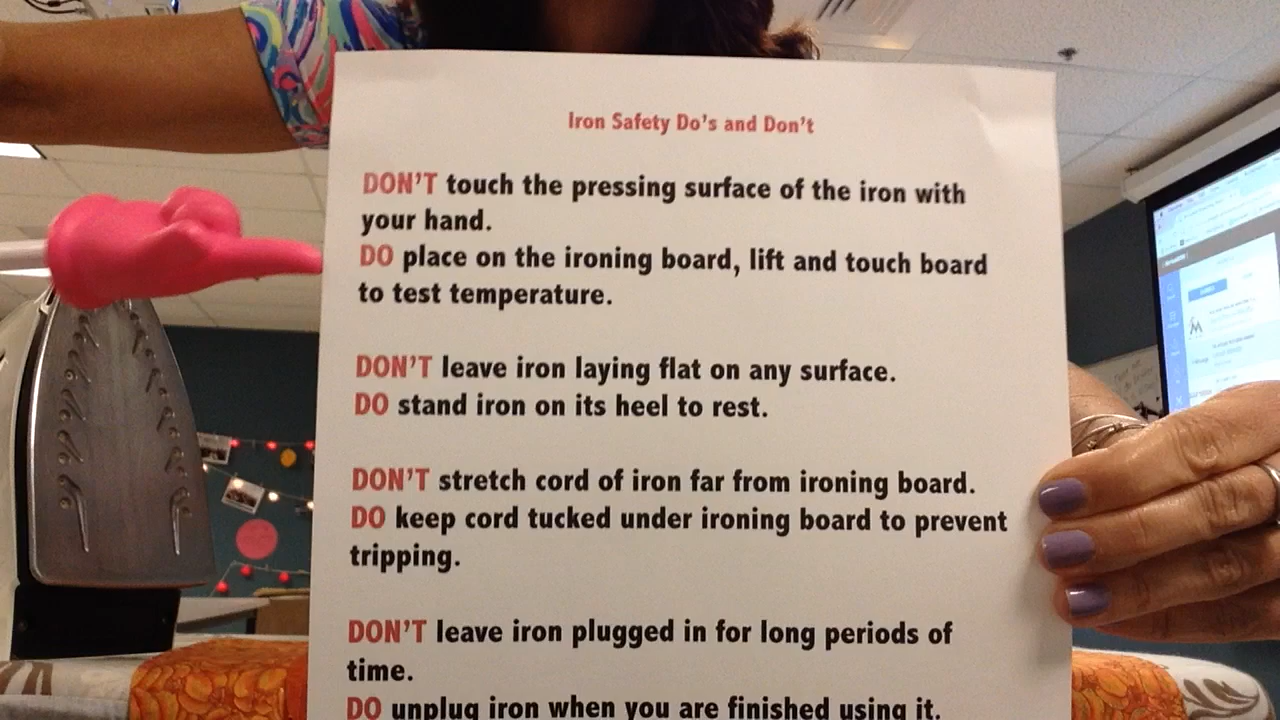 Iron Safety Do's and Don't
DON'T touch the pressing surface of the iron with
your hand.
DO place on the ironing board, lift and touch board
to test temperature.
DON'T leave iron laying flat on any surface.
DO stand iron on its heel to rest.
DON'T stretch cord of iron far from ironing board.
DO keep cord tucked under ironing board to prevent
tripping.
DON'T leave iron plugged in for long periods of
time.
DO unplug iron when you are finished using it.